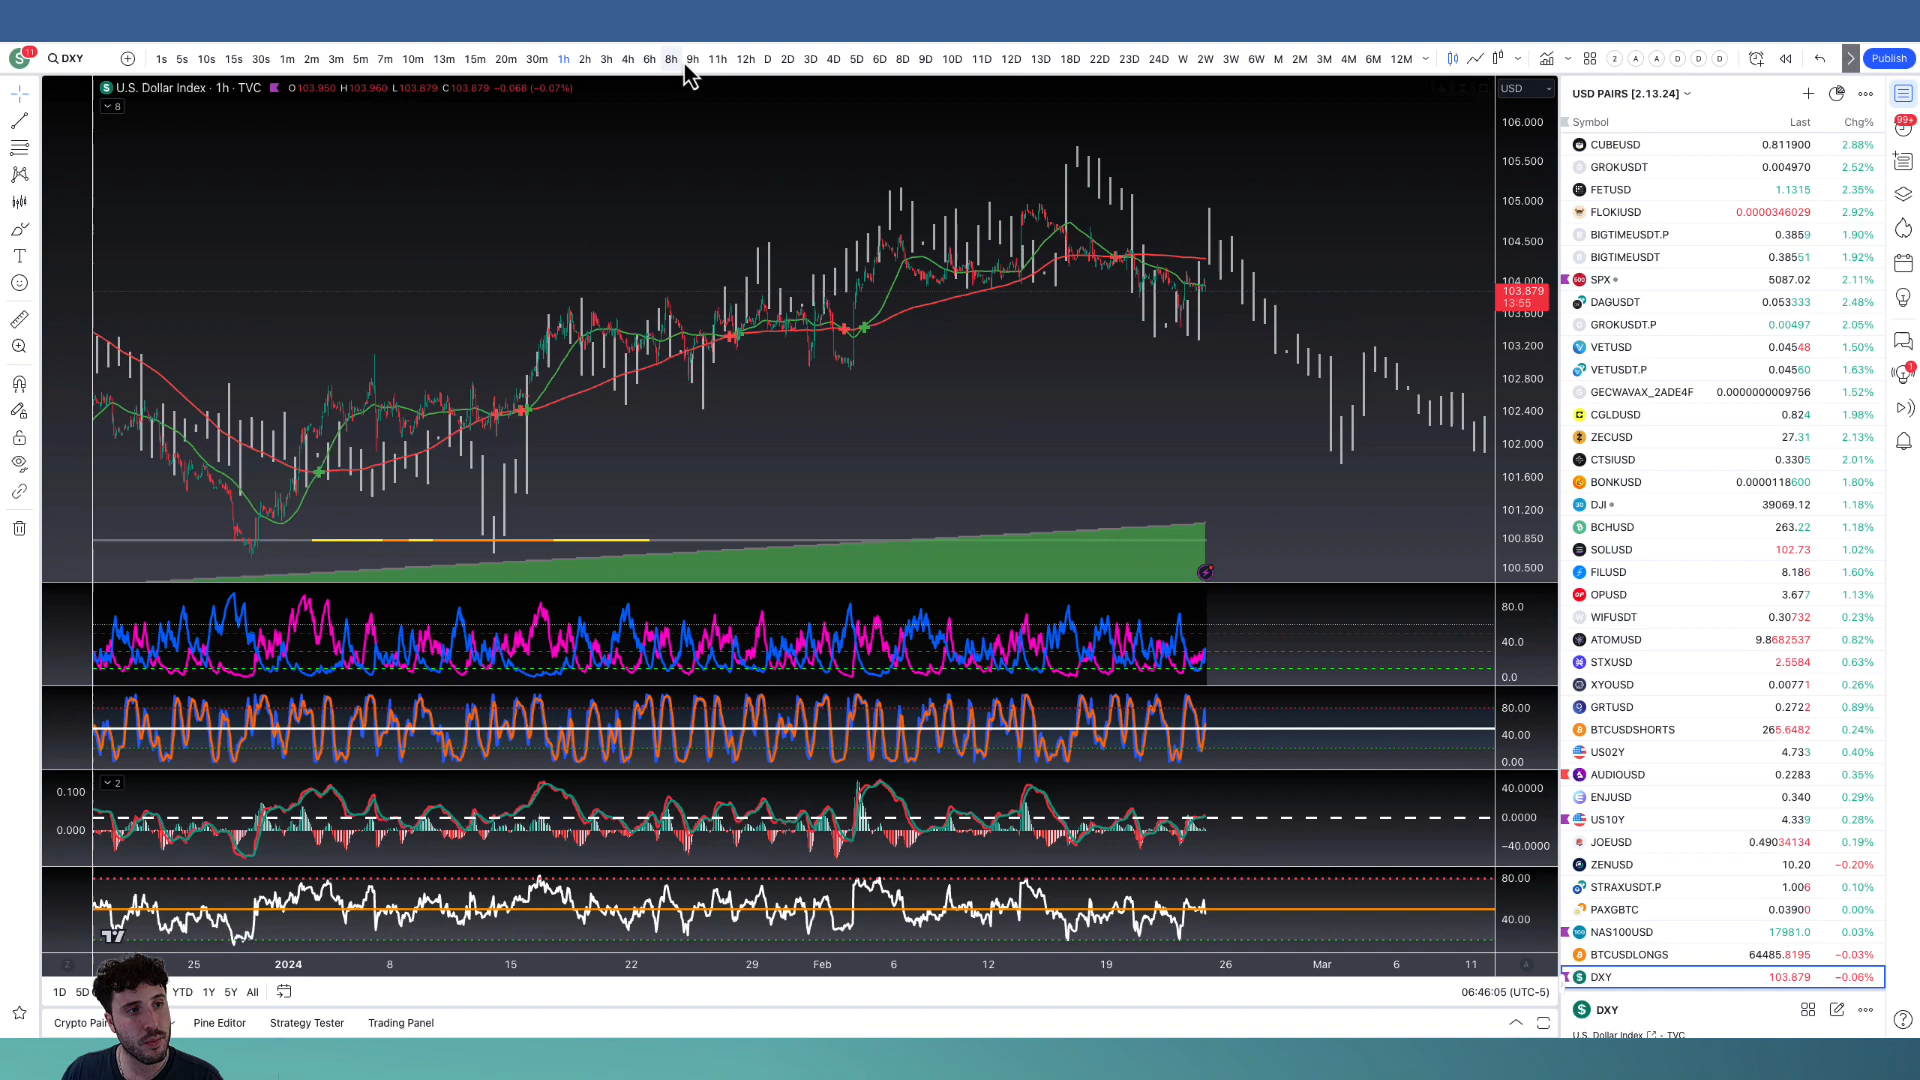 S 11 DXY 1s 5s 10s 15s 30s 1m 2m 3m 5m 7m 10m 13m 15m 20m 30m 1h 2h 3h 4h 6h 8h 9h 11h 12h D 2D 3D 4D 5D 6D 8D 9D 10D 11D 12D 13D 18D 22D 23D 24D W 2W 3W 6W M 2M 3M 4M 6M 12M 2 A A D D D Publish
U.S. Dollar Index · 1h · TVC O103.950 H103.960 L103.879 C103.879 −0.068 (−0.07%)
8
USD
106.000
105.500
105.000
104.500
104.000
103.879
13:55
103.600
103.200
102.800
102.400
102.000
101.600
101.200
100.850
100.500
80.0
40.0
0.0
80.00
40.00
0.00
2
0.100
0.000
40.0000
0.0000
−40.0000
80.00
40.00
Z 25 2024 8 15 22 29 Feb 6 12 19 26 Mar 6 11 A
1D 5D YTD 1Y 5Y All 06:46:05 (UTC-5)
Crypto Pai Pine Editor Strategy Tester Trading Panel
USD PAIRS [2.13.24]
Symbol Last Chg%
CUBEUSD 0.811900 2.88%
GROKUSDT 0.004970 2.52%
FETUSD 1.1315 2.35%
FLOKIUSD 0.0000346029 2.92%
BIGTIMEUSDT.P 0.3859 1.90%
BIGTIMEUSDT 0.38551 1.92%
SPX 5087.02 2.11%
DAGUSDT 0.053333 2.48%
GROKUSDT.P 0.00497 2.05%
VETUSD 0.04548 1.50%
VETUSDT.P 0.04560 1.63%
GECWAVAX_2ADE4F 0.0000000009756 1.52%
CGLDUSD 0.824 1.98%
ZECUSD 27.31 2.13%
CTSIUSD 0.3305 2.01%
BONKUSD 0.0000118600 1.80%
DJI 39069.12 1.18%
BCHUSD 263.22 1.18%
SOLUSD 102.73 1.02%
FILUSD 8.186 1.60%
OPUSD 3.677 1.13%
WIFUSDT 0.30732 0.23%
ATOMUSD 9.8682537 0.82%
STXUSD 2.5584 0.63%
XYOUSD 0.00771 0.26%
GRTUSD 0.2722 0.89%
BTCUSDSHORTS 265.6482 0.24%
US02Y 4.733 0.40%
AUDIOUSD 0.2283 0.35%
ENJUSD 0.340 0.29%
US10Y 4.339 0.28%
JOEUSD 0.49034134 0.19%
ZENUSD 10.20 −0.20%
STRAXUSDT.P 1.006 0.10%
PAXGBTC 0.03900 0.00%
NAS100USD 17981.0 0.03%
BTCUSDLONGS 64485.8195 −0.03%
DXY 103.879 −0.06%
DXY
U.S. Dollar Index · TVC
99+
1